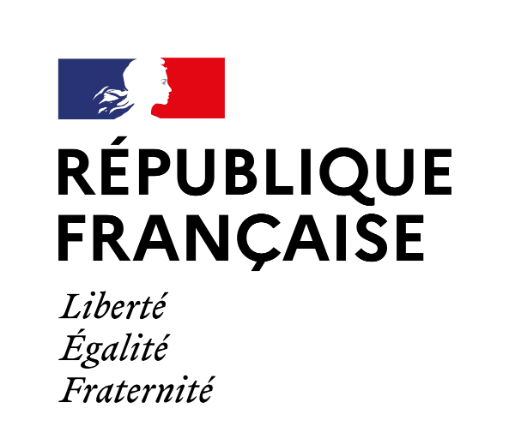 RÉPUBLIQUE
FRANÇAISE
Liberté
Égalité
Fraternité